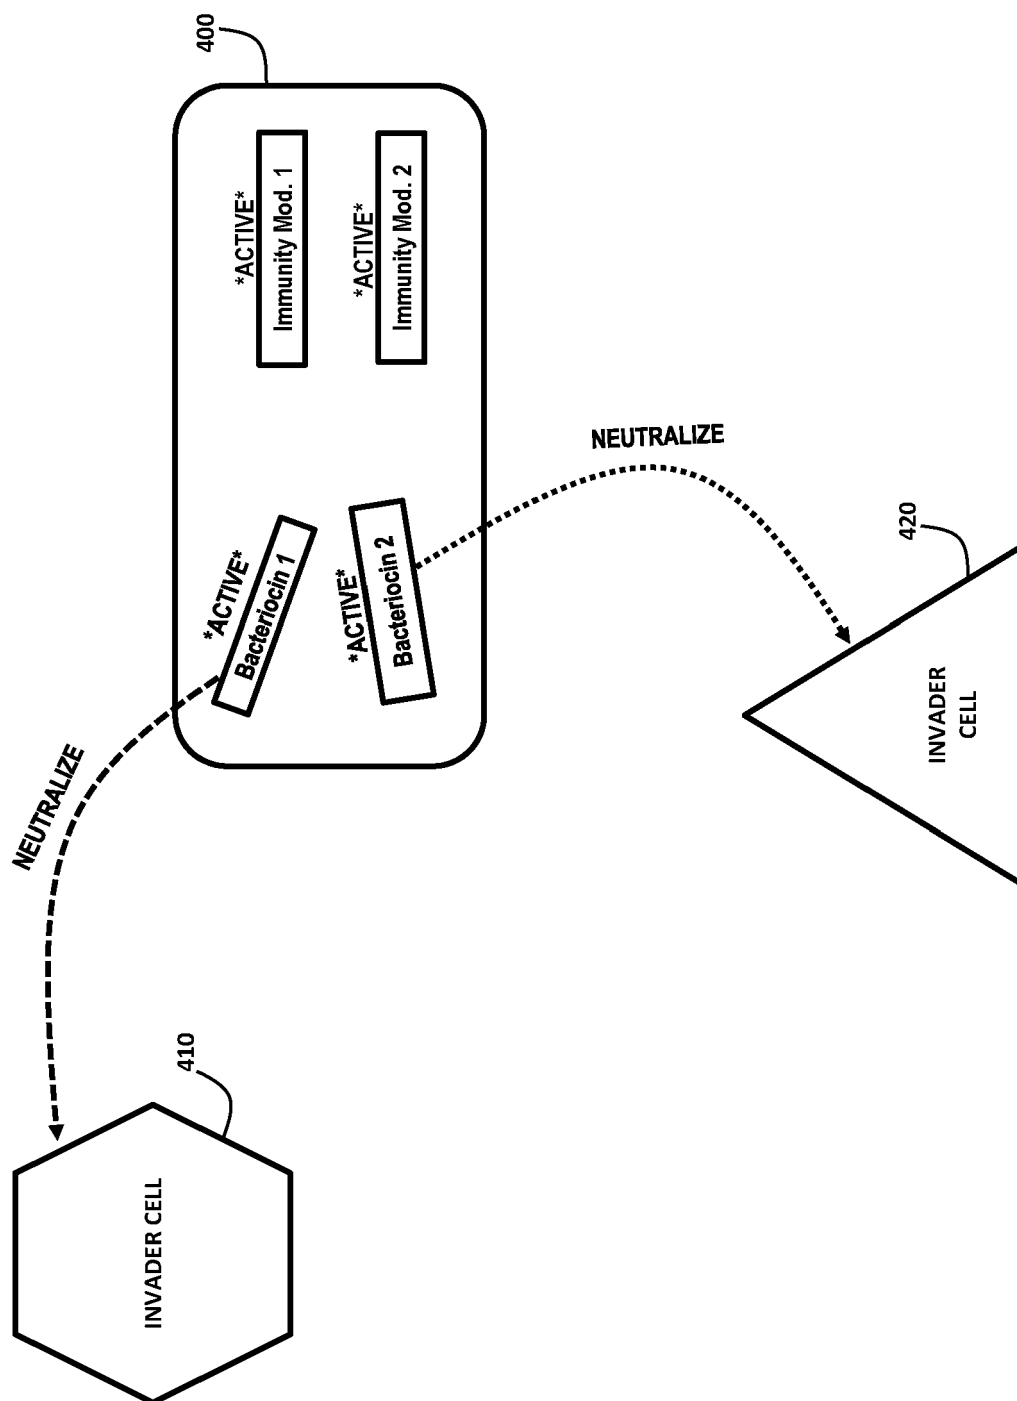 NEUTRALIZE
400
*ACTIVE*
Bacteriocin 1
*ACTIVE*
Immunity Mod. 1
*ACTIVE*
Bacteriocin 2
*ACTIVE*
Immunity Mod. 2
410
INVADER CELL
NEUTRALIZE
420
INVADER
CELL